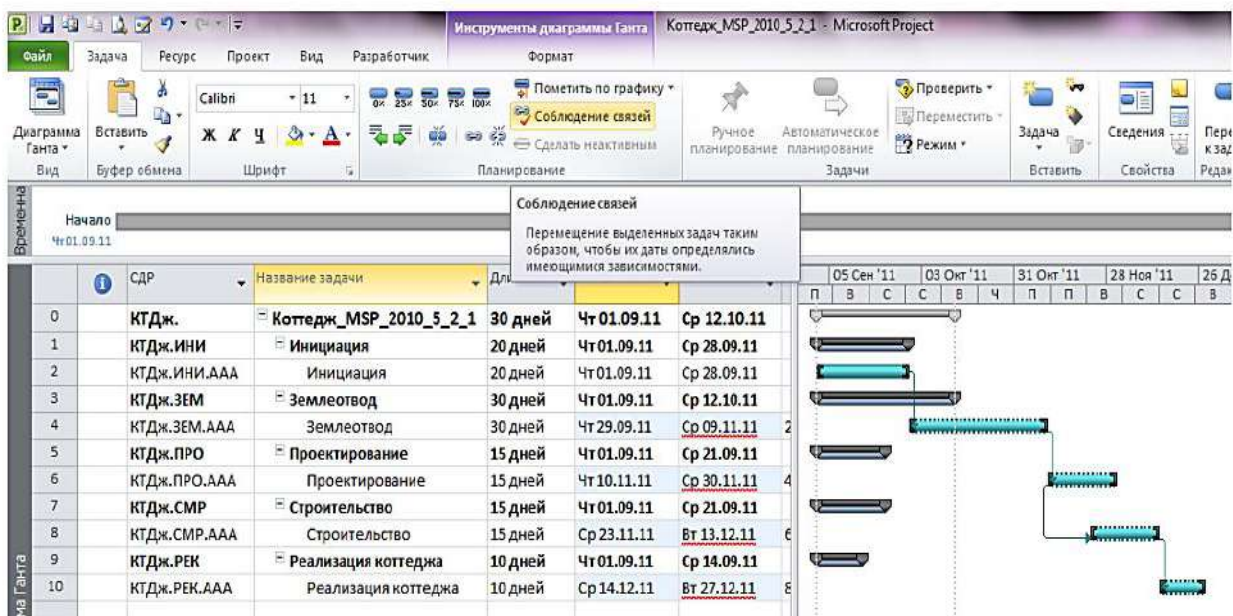 Инструменты диаграммы Ганта
Коттедж_MSP_2010_5_2_1 - Microsoft Project
Файл Задача Ресурс Проект Вид Разработчик Формат
Calibri 11
0% 25% 50% 75% 100%
Пометить по графику
Соблюдение связей
Сделать неактивным
Диаграмма Ганта
Вставить
Ж К Ч
Ручное планирование
Автоматическое планирование
Проверить
Переместить
Режим
Задача
Сведения
Вид Буфер обмена Шрифт Планирование Задачи Вставить Свойства
Начало
Чт 01.09.11
Соблюдение связей
Перемещение выделенных задач таким
образом, чтобы их даты определялись
имеющимися зависимостями.
СДР Название задачи
05 Сен '11 03 Окт '11 31 Окт '11 28 Ноя '11
П В С С В Ч П П В С С В
0 КТДж. Коттедж_MSP_2010_5_2_1 30 дней Чт 01.09.11 Ср 12.10.11
1 КТДж.ИНИ Инициация 20 дней Чт 01.09.11 Ср 28.09.11
2 КТДж.ИНИ.ААА Инициация 20 дней Чт 01.09.11 Ср 28.09.11
3 КТДж.ЗЕМ Землеотвод 30 дней Чт 01.09.11 Ср 12.10.11
4 КТДж.ЗЕМ.ААА Землеотвод 30 дней Чт 29.09.11 Ср 09.11.11 2
5 КТДж.ПРО Проектирование 15 дней Чт 01.09.11 Ср 21.09.11
6 КТДж.ПРО.ААА Проектирование 15 дней Чт 10.11.11 Ср 30.11.11 4
7 КТДж.СМР Строительство 15 дней Чт 01.09.11 Ср 21.09.11
8 КТДж.СМР.ААА Строительство 15 дней Ср 23.11.11 Вт 13.12.11 6
9 КТДж.РЕК Реализация коттеджа 10 дней Чт 01.09.11 Ср 14.09.11
10 КТДж.РЕК.ААА Реализация коттеджа 10 дней Ср 14.12.11 Вт 27.12.11 8